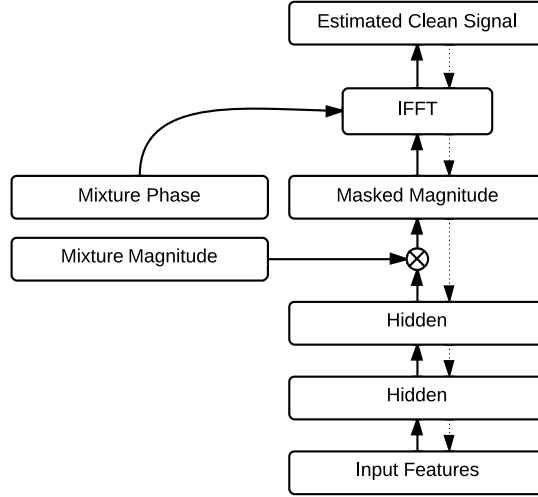 Estimated Clean Signal
IFFT
Mixture Phase
Masked Magnitude
Mixture Magnitude
Hidden
Hidden
Input Features